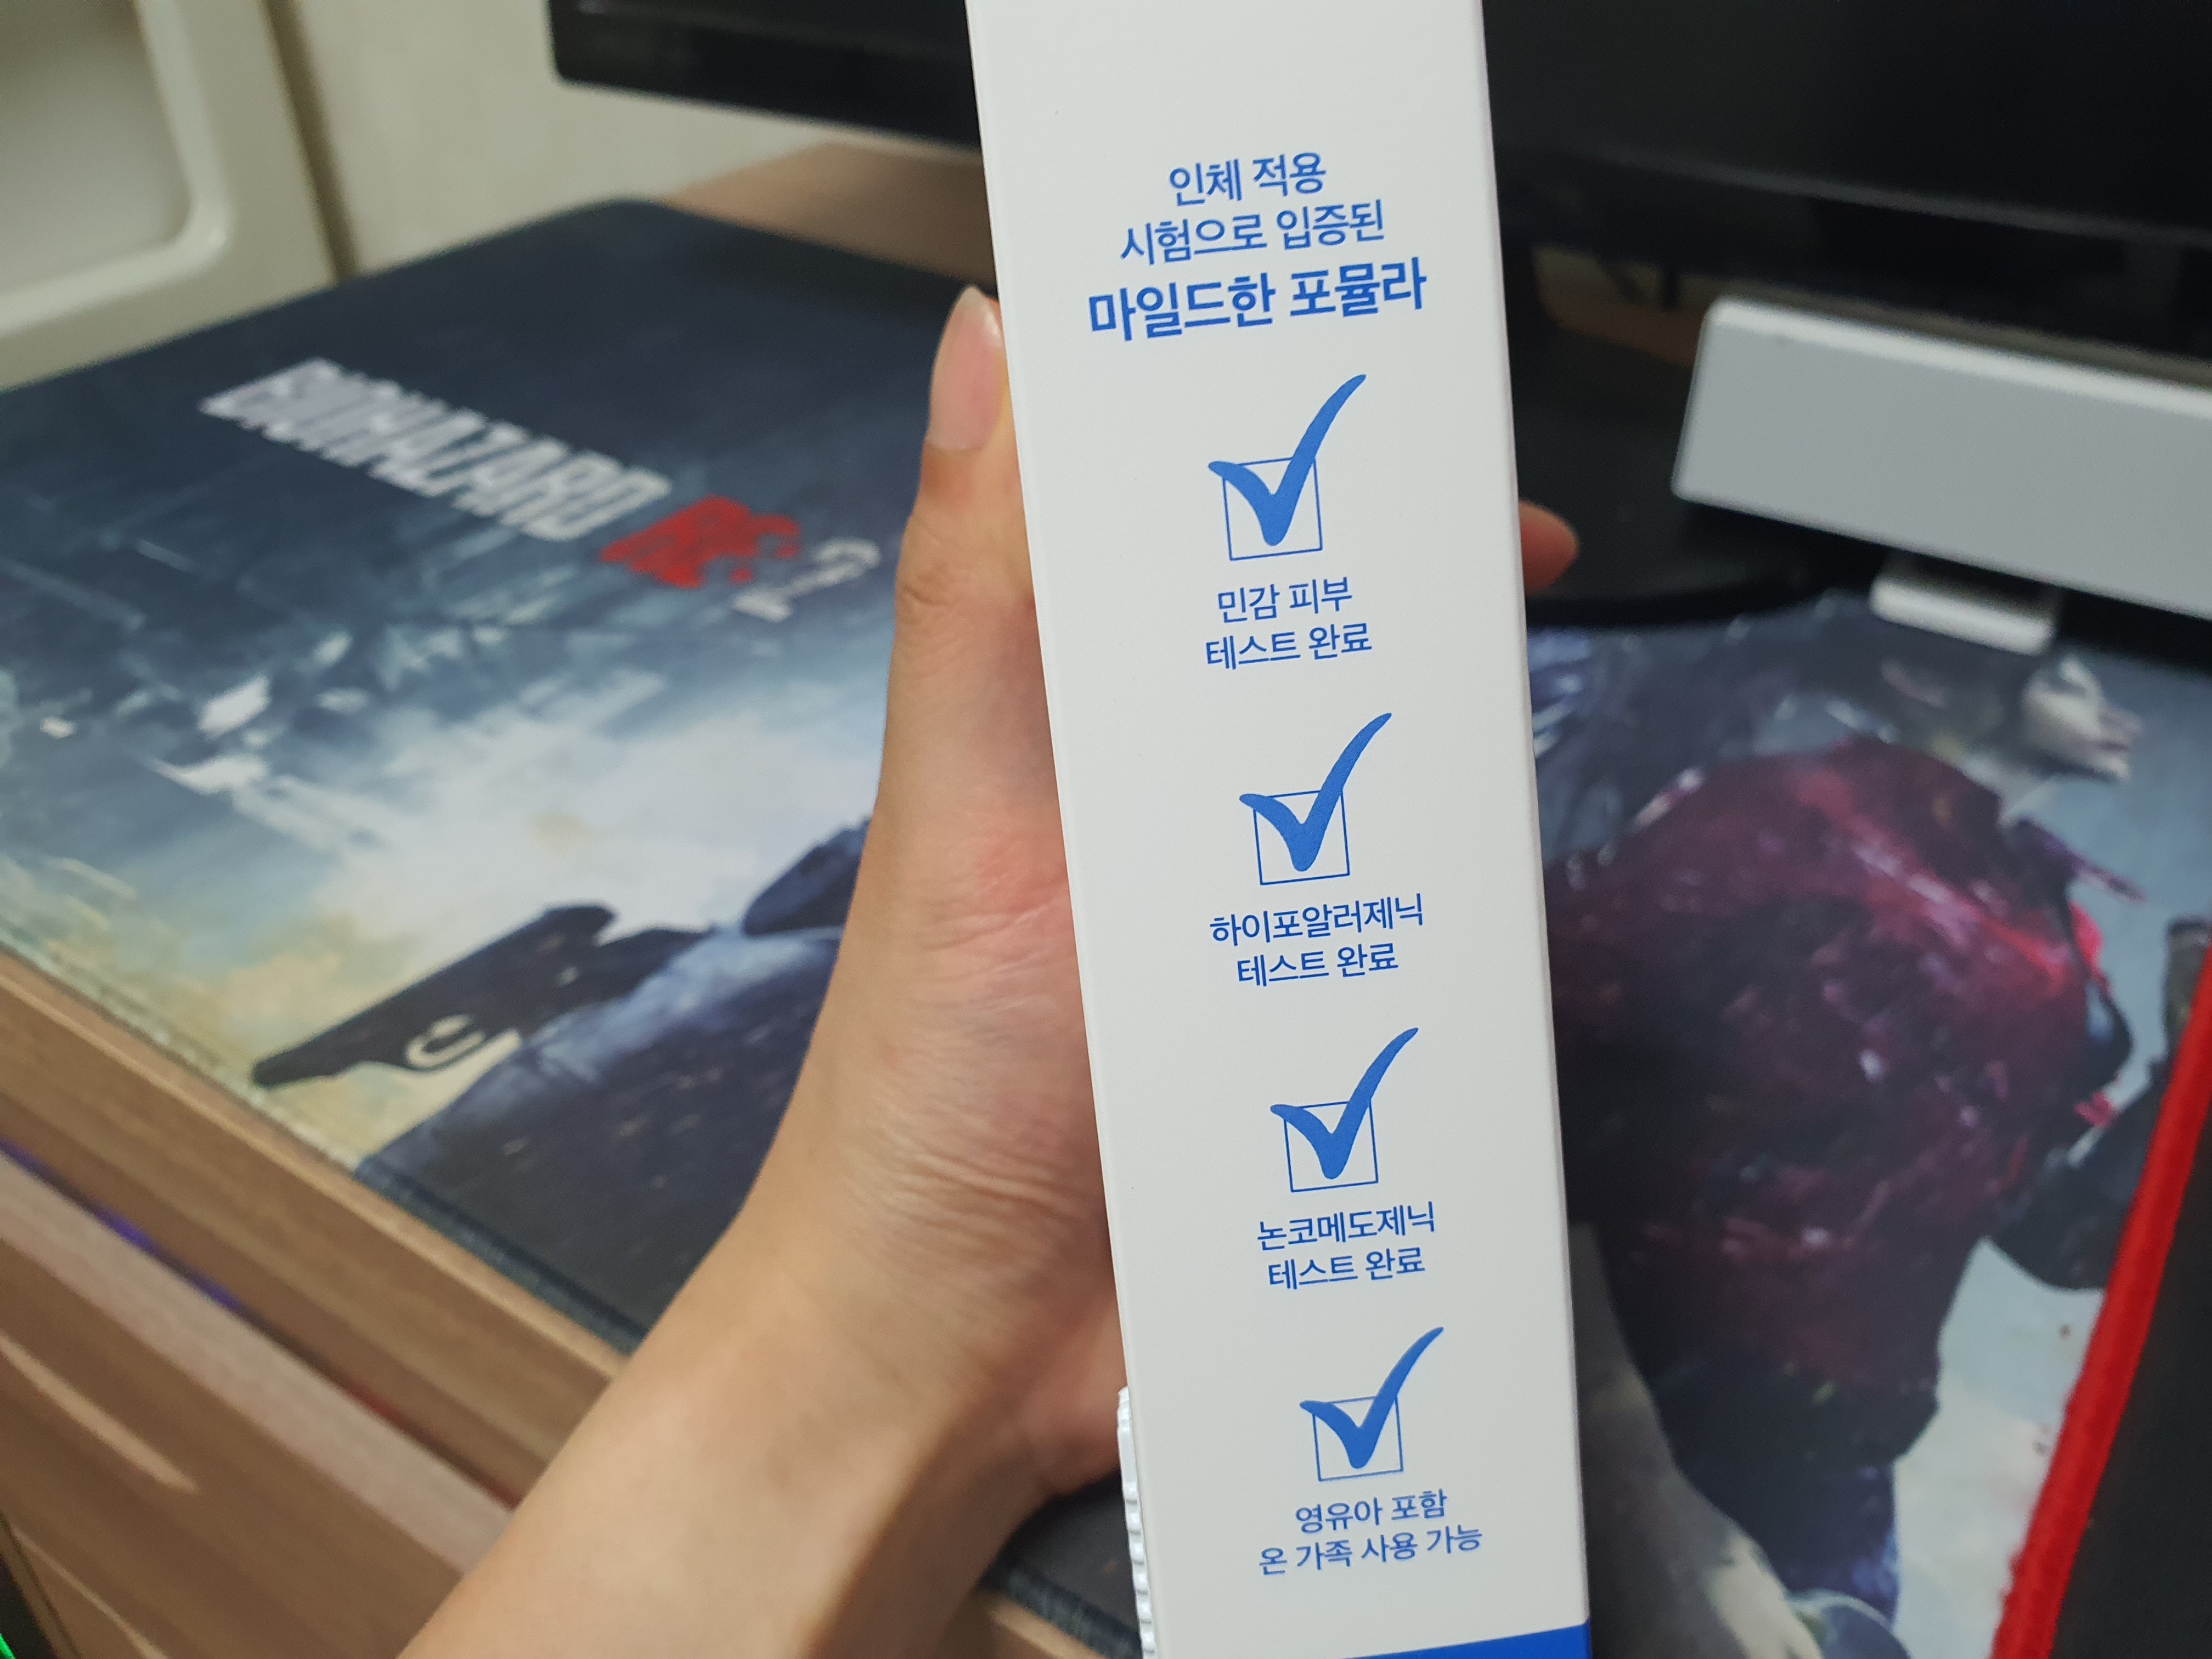 인체 적용
시험으로 입증된
마일드한 포뮬라
민감 피부
테스트 완료
하이포알러제닉
테스트 완료
논코메도제닉
테스트 완료
영유아 포함
온 가족 사용 가능
BIOHAZARD RE:2